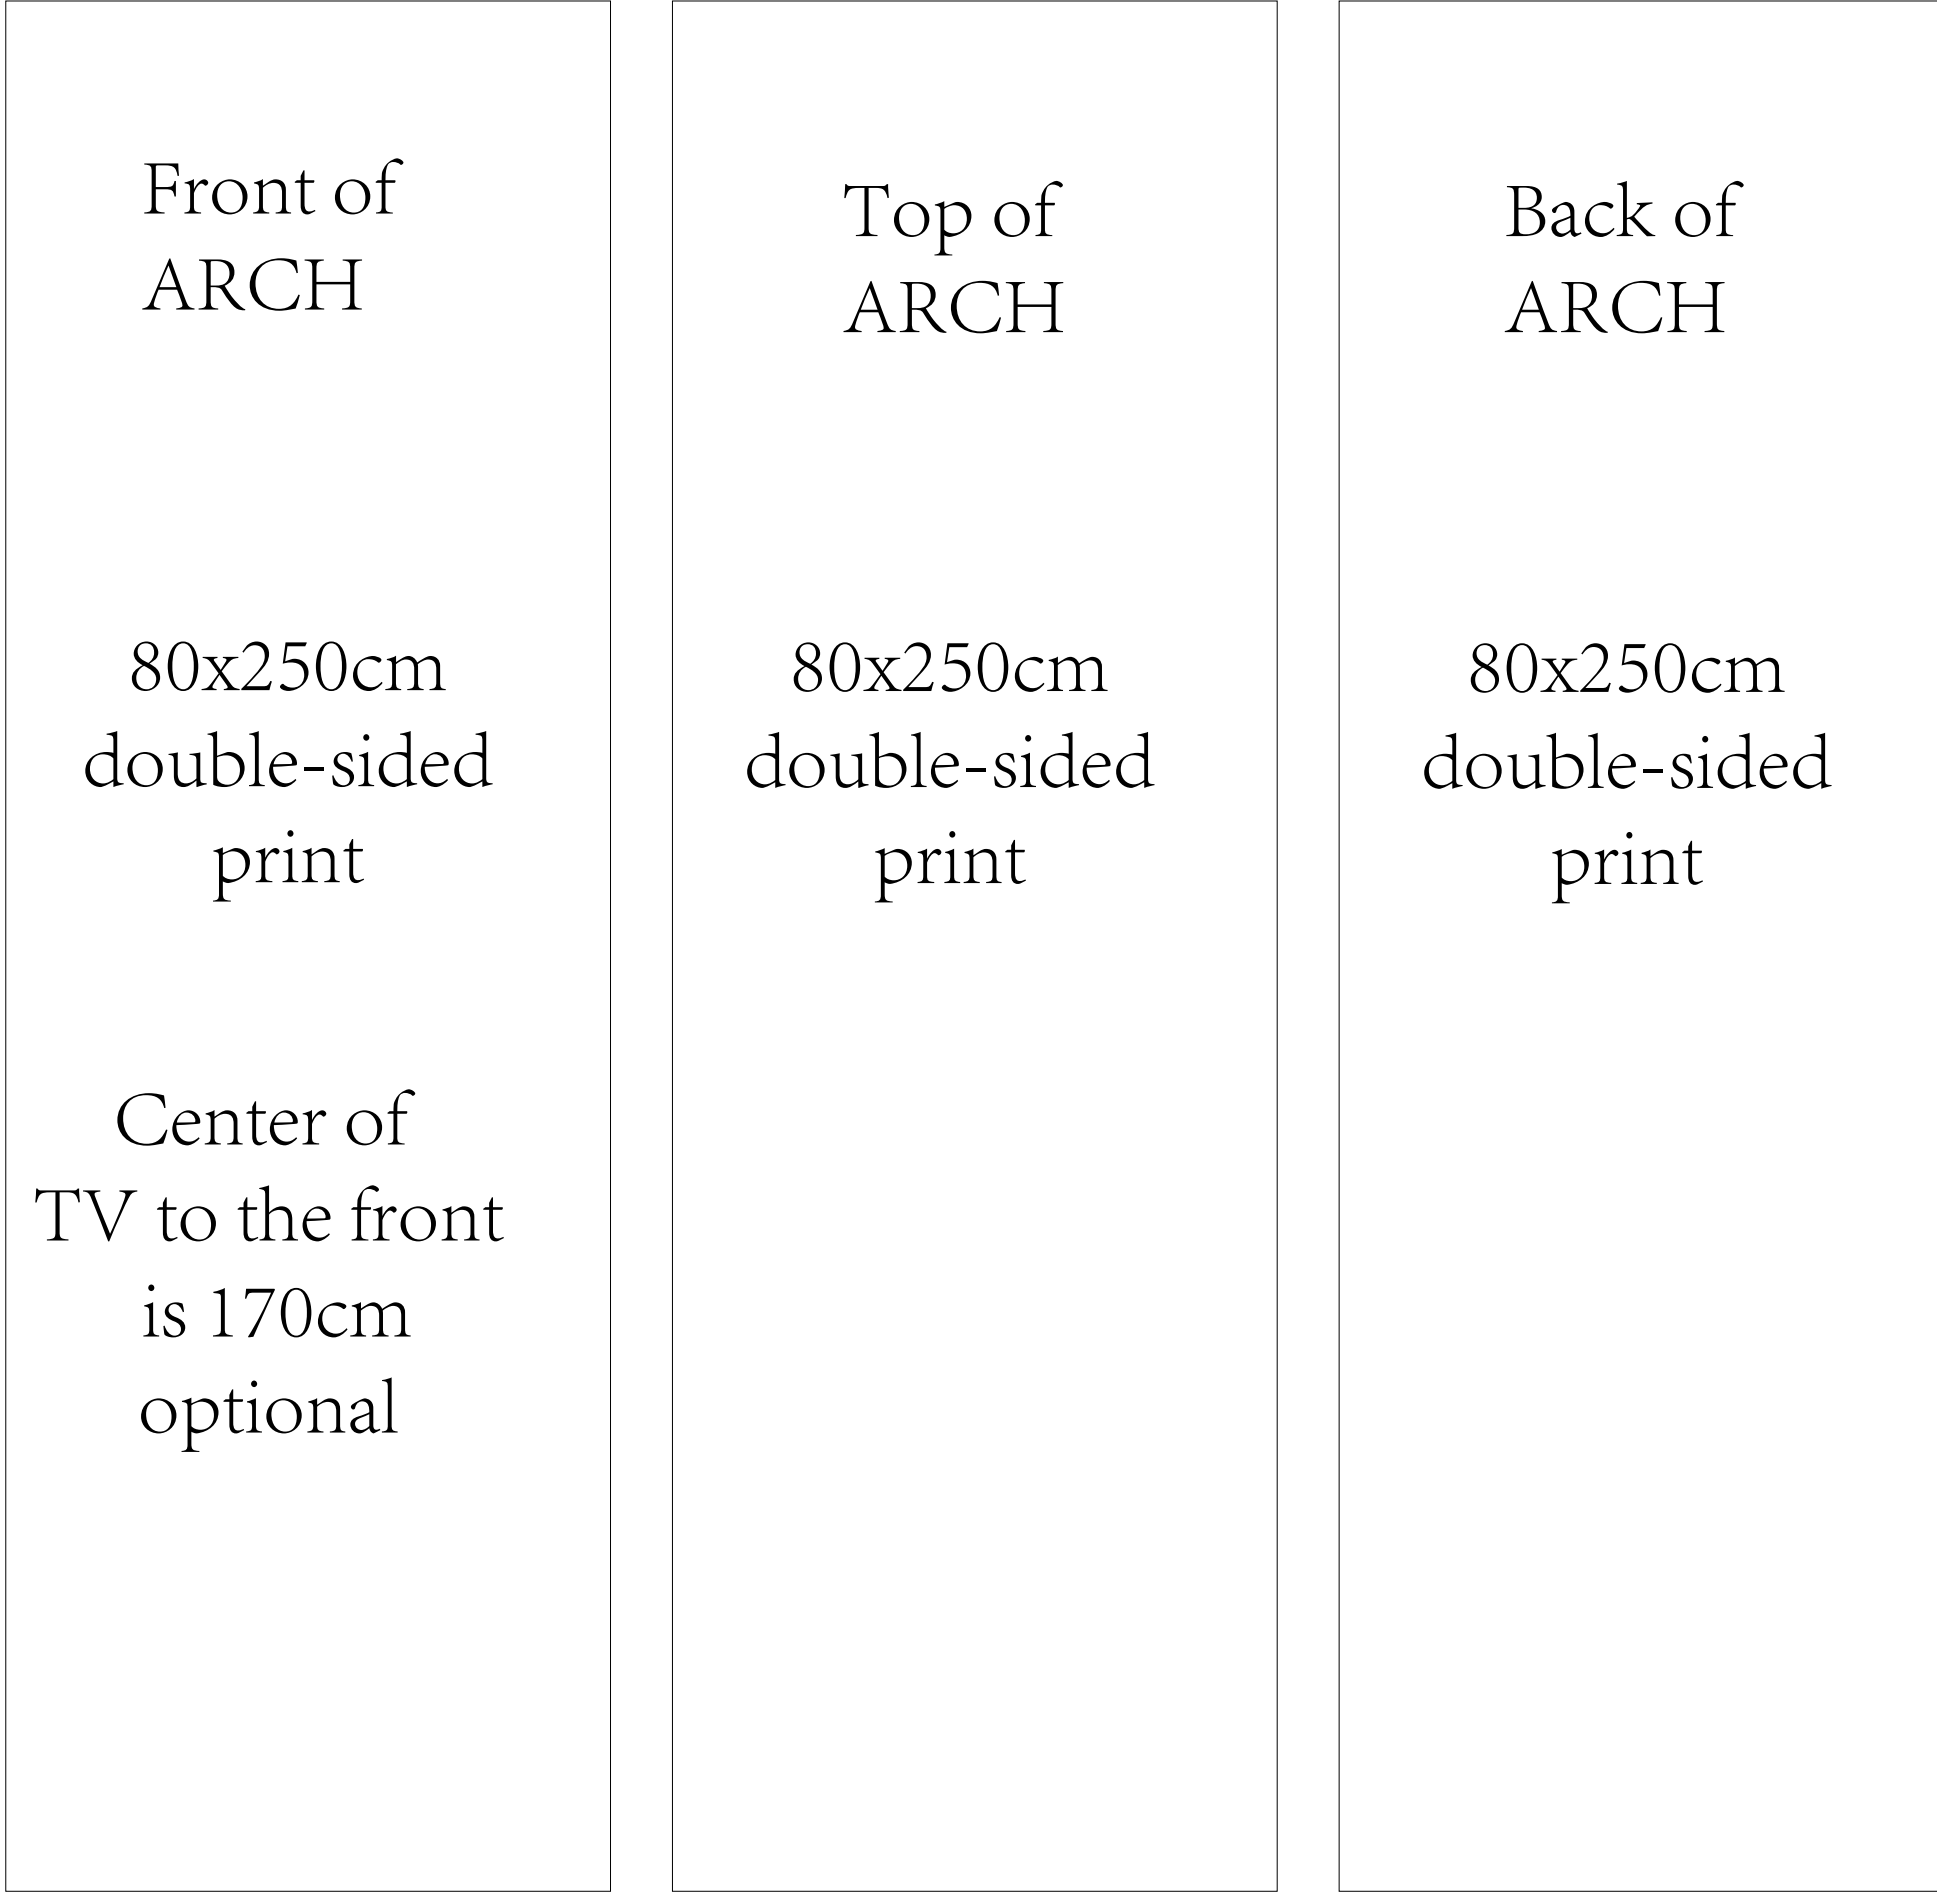 Front of
ARCH
80x250cm
double-sided
print
Center of
TV to the front
is 170cm
optional
Top of
ARCH
80x250cm
double-sided
print
Back of
ARCH
80x250cm
double-sided
print